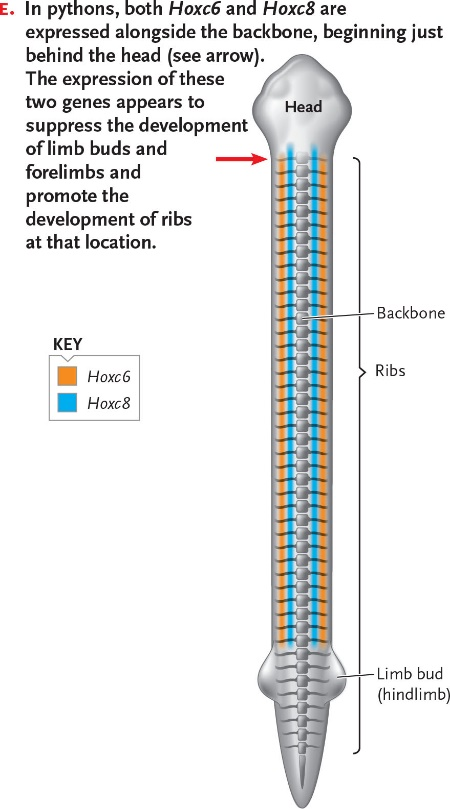 E. In pythons, both Hoxc6 and Hoxc8 are
expressed alongside the backbone, beginning just
behind the head (see arrow).
The expression of these
two genes appears to
suppress the development
of limb buds and
forelimbs and
promote the
development of ribs
at that location.
Head
Backbone
KEY
Hoxc6
Hoxc8
Ribs
Limb bud
(hindlimb)